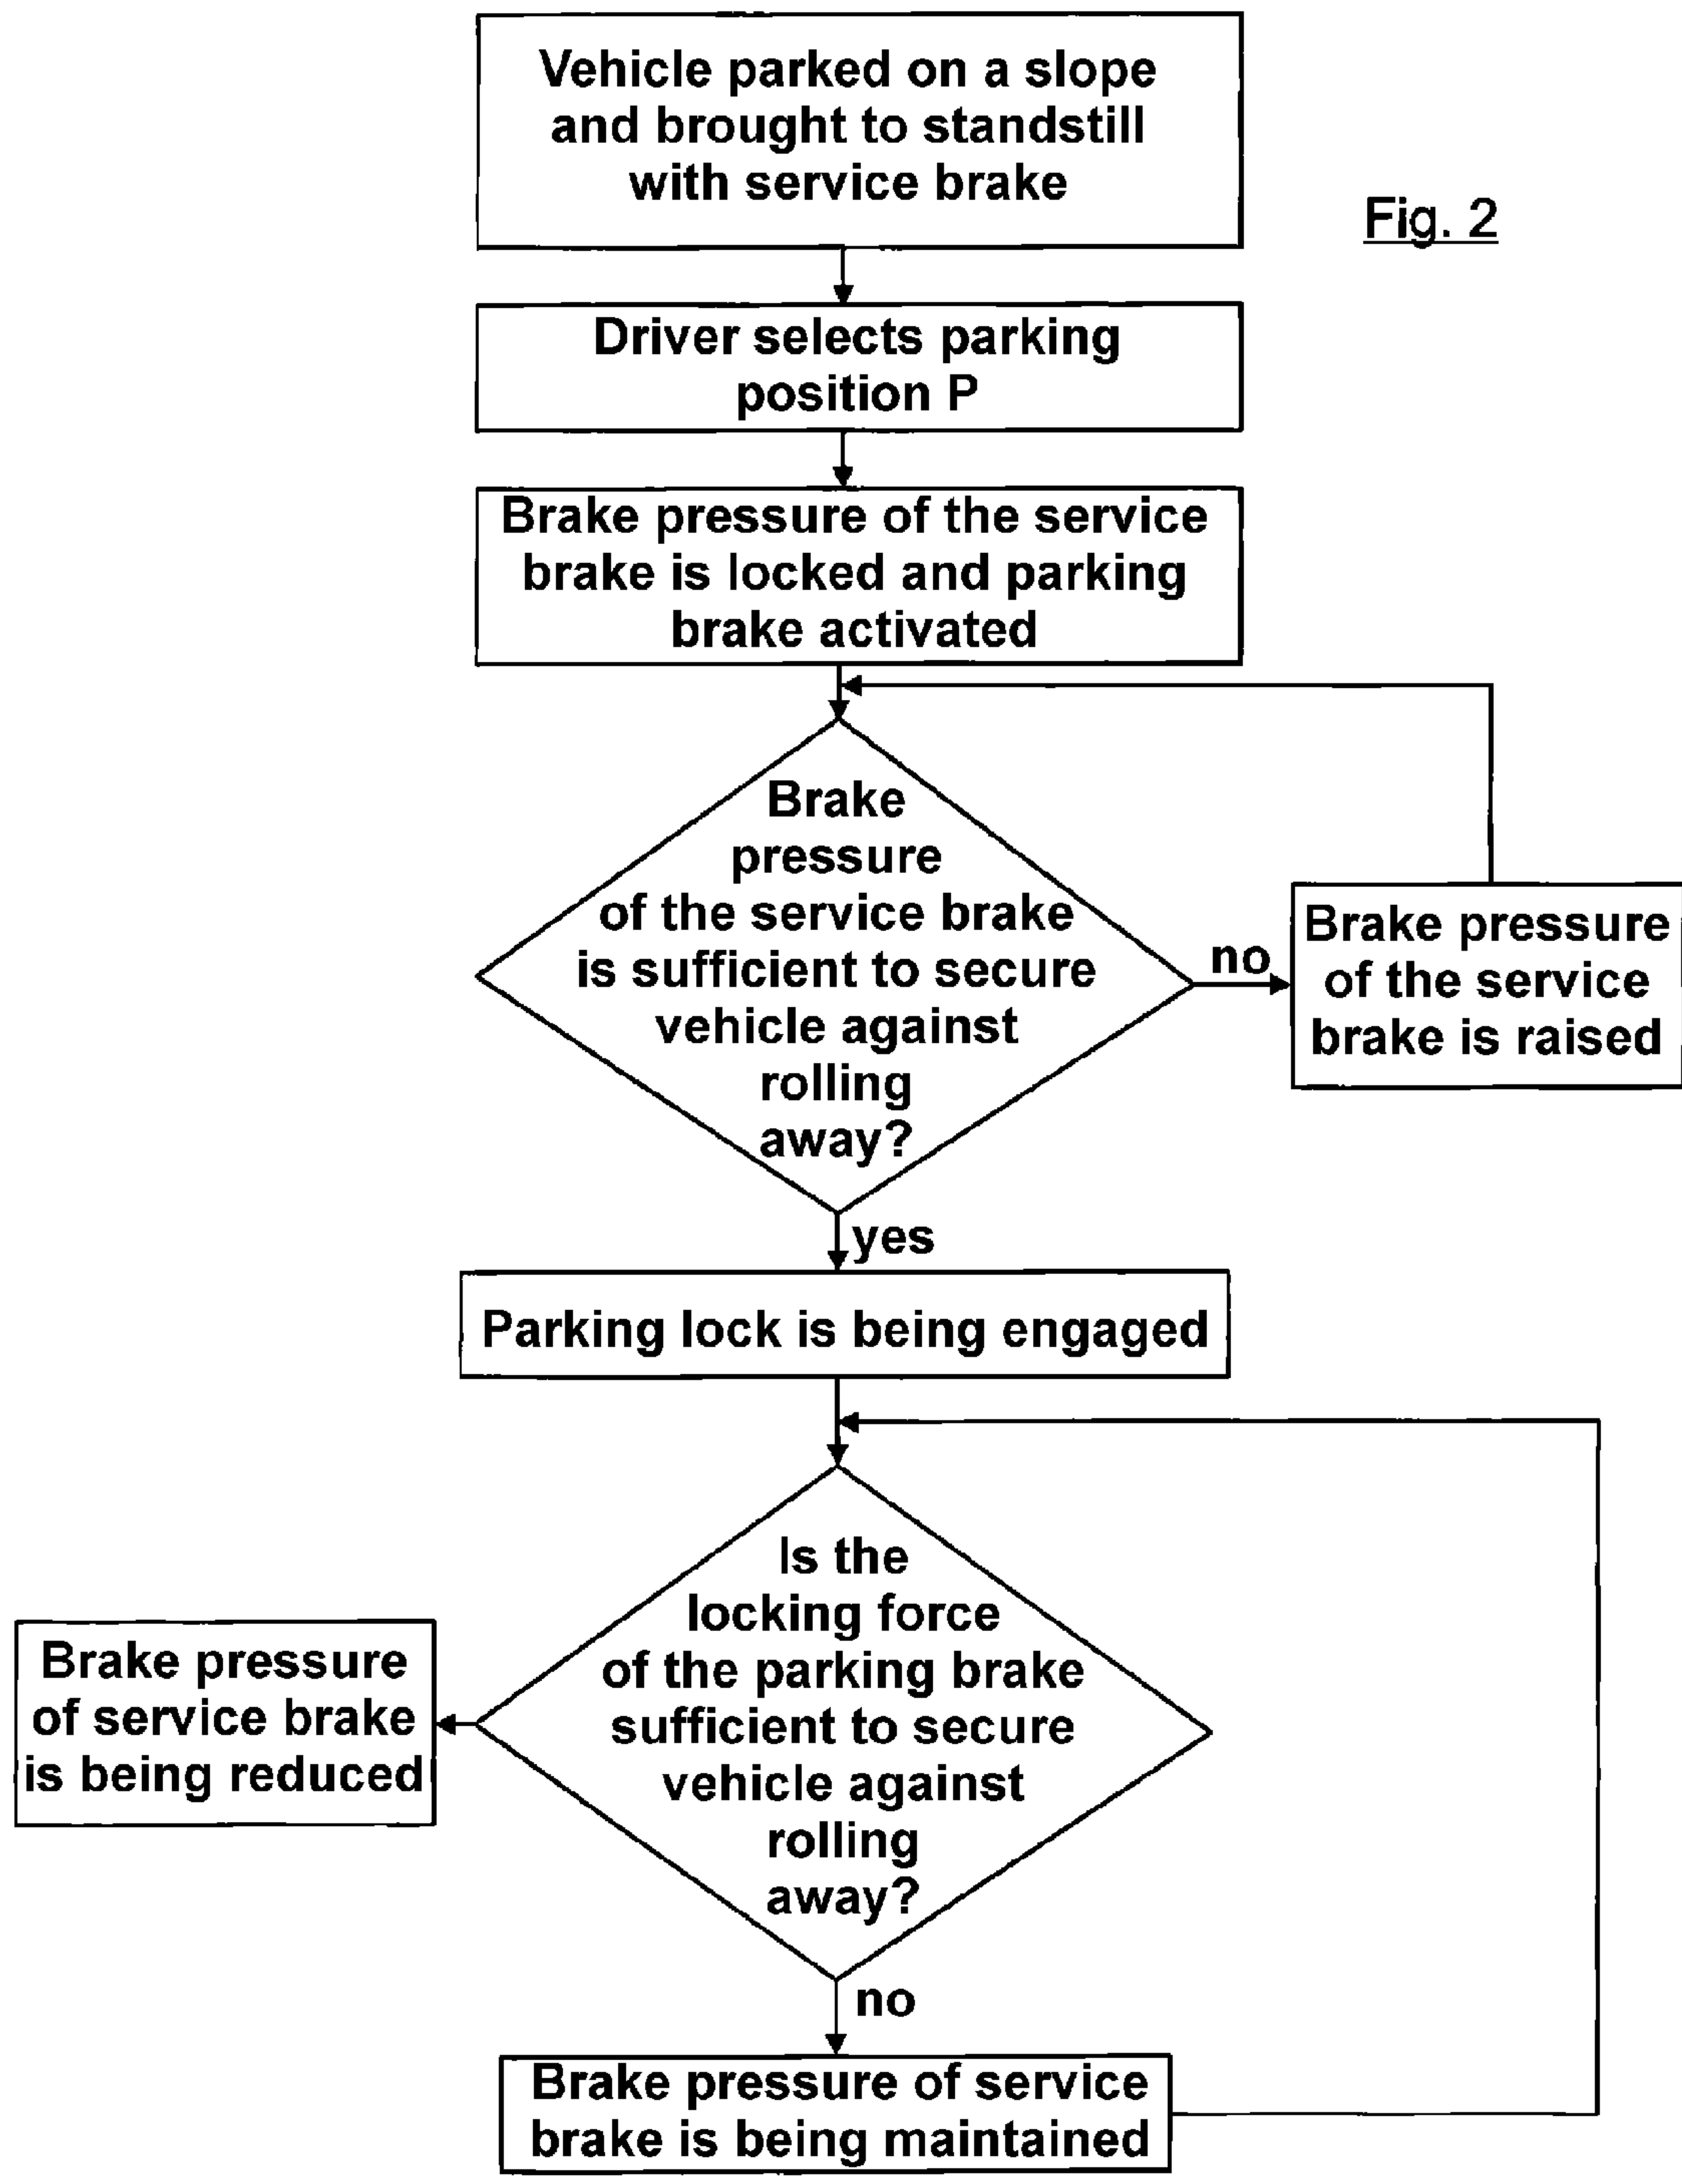 Vehicle parked on a slope
and brought to standstill
with service brake
Fig. 2
Driver selects parking
position P
Brake pressure of the service
brake is locked and parking
brake activated
Brake
pressure
of the service brake
is sufficient to secure
vehicle against
rolling
away?
no
Brake pressure
of the service
brake is raised
yes
Parking lock is being engaged
Is the
locking force
of the parking brake
sufficient to secure
vehicle against
rolling
away?
Brake pressure
of service brake
is being reduced
no
Brake pressure of service
brake is being maintained